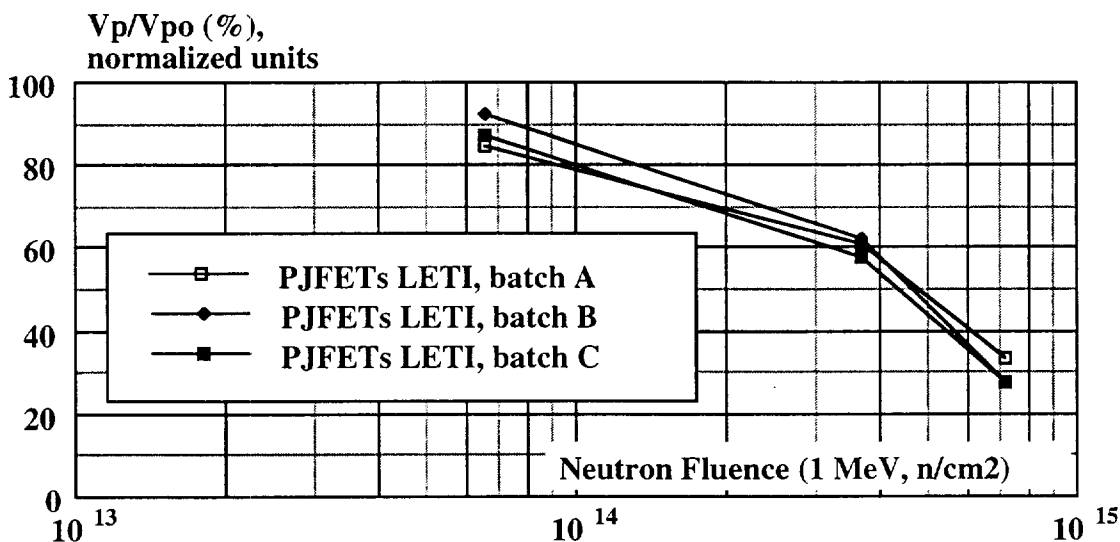 Vp/Vpo (%),
normalized units
100
80
60
40
20
0
PJFETs LETI, batch A
PJFETs LETI, batch B
PJFETs LETI, batch C
Neutron Fluence (1 MeV, n/cm2)
10 13
10 14
10 15